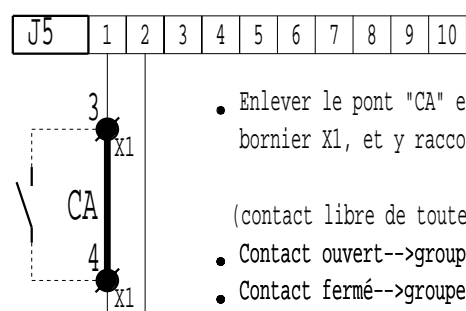 J5 1 2 3 4 5 6 7 8 9 10
Enlever le pont "CA" e
3
X1
bornier X1, et y racco
CA
(contact libre de toute
4
Contact ouvert-->group
X1
Contact fermé-->groupe